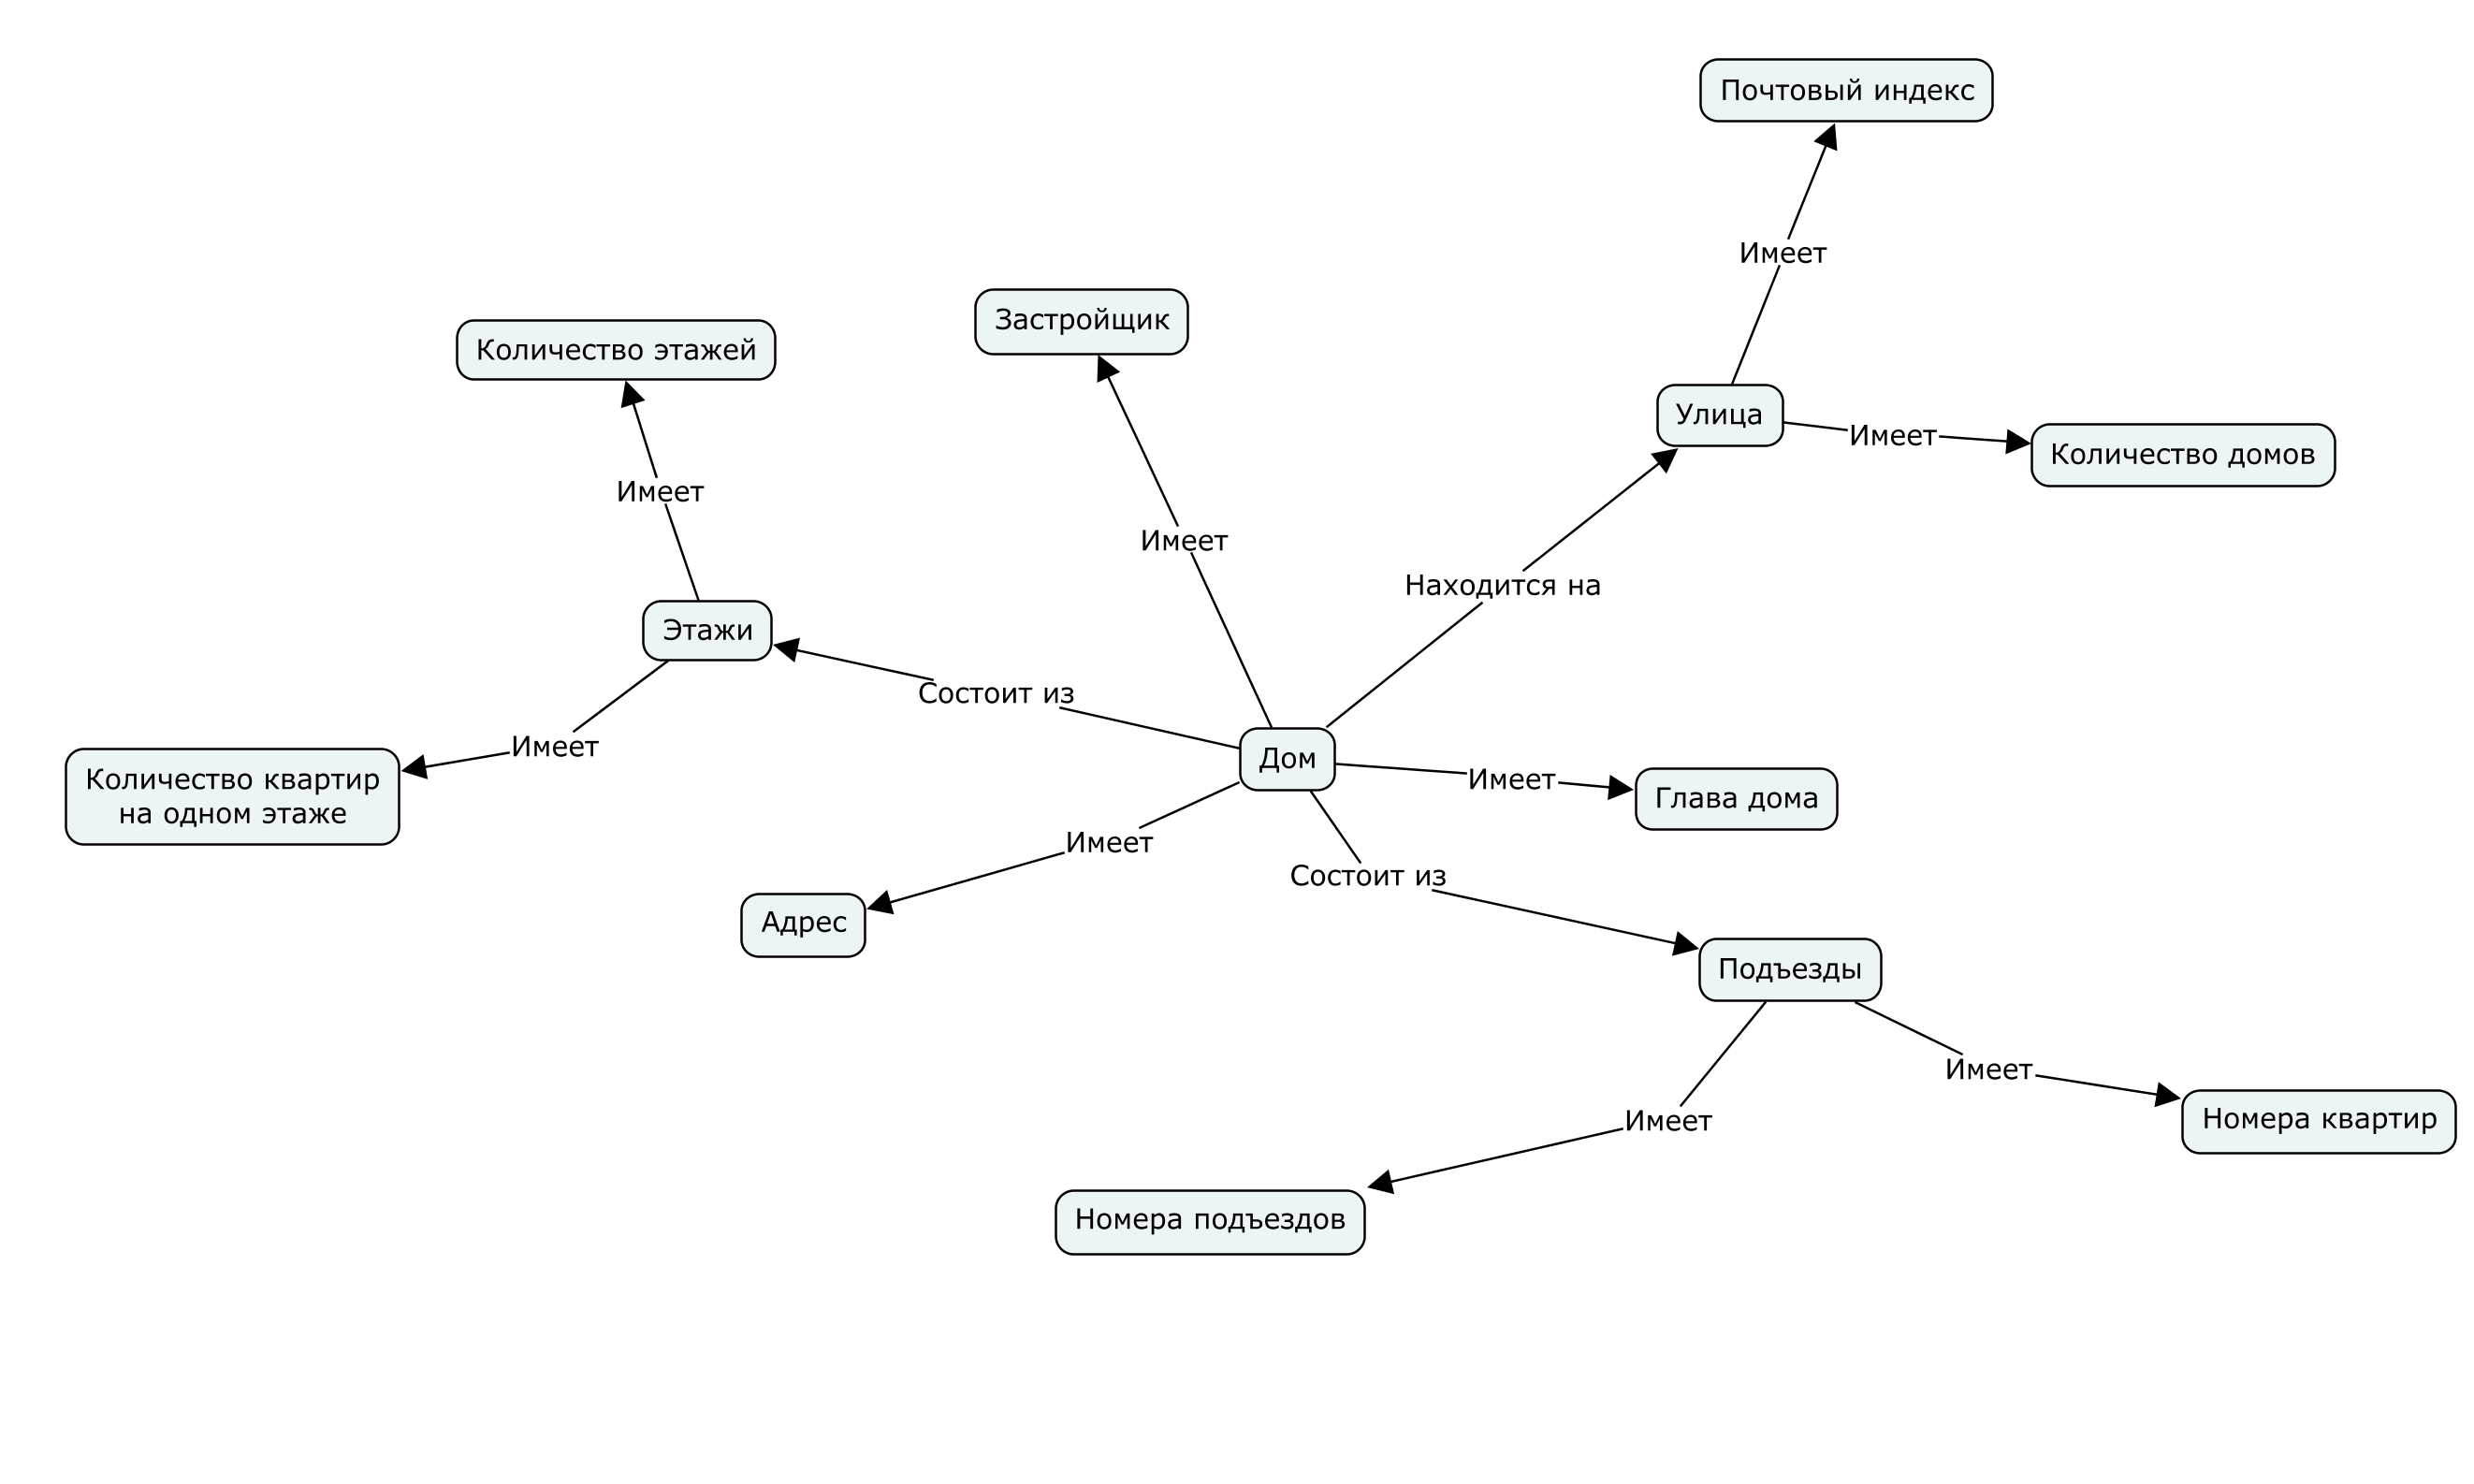 Почтовый индекс
Имеет
Застройщик
Количество этажей
Улица
Имеет
Количество домов
Имеет
Имеет
Находится на
Этажи
Состоит из
Имеет
Дом
Имеет
Глава дома
Количество квартир
на одном этаже
Имеет
Состоит из
Адрес
Подъезды
Имеет
Имеет
Номера квартир
Номера подъездов